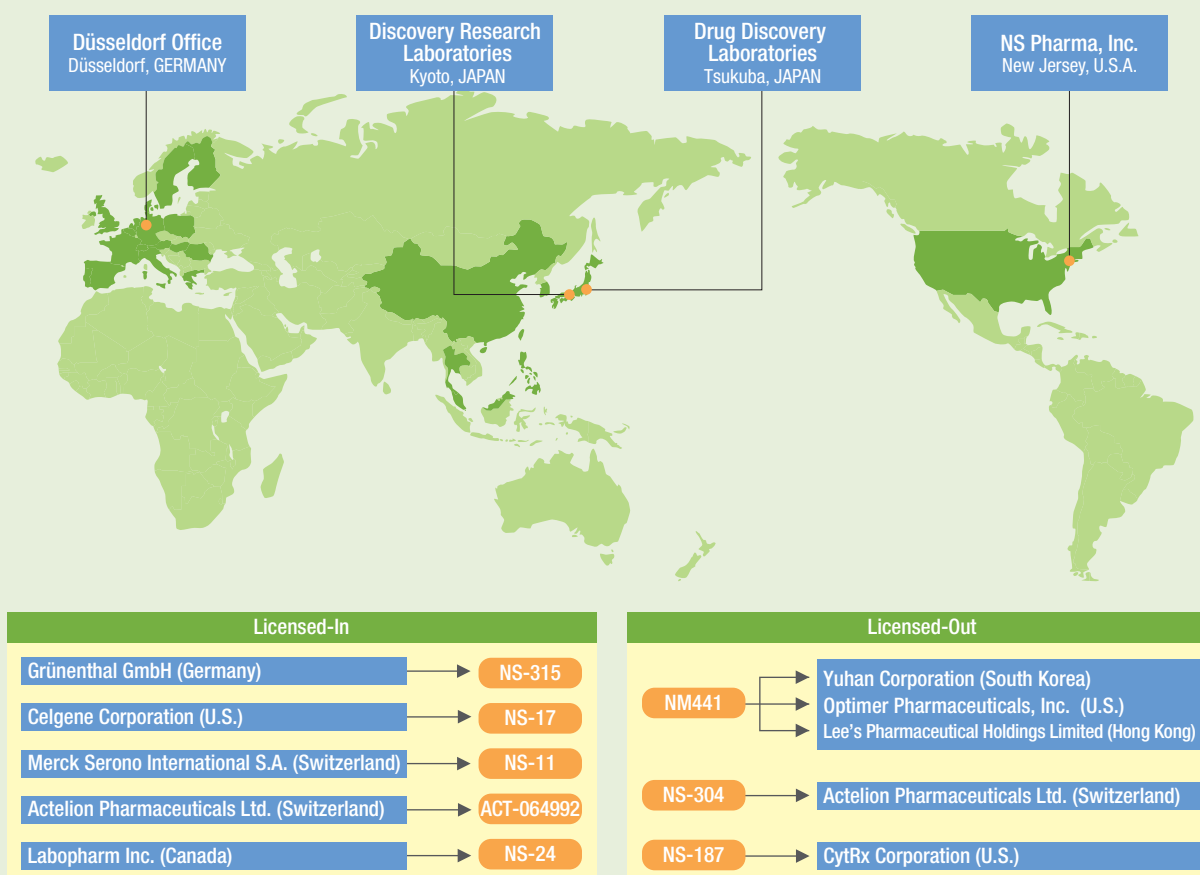 Düsseldorf Office
Düsseldorf, GERMANY
Discovery Research
Laboratories
Kyoto, JAPAN
Drug Discovery
Laboratories
Tsukuba, JAPAN
NS Pharma, Inc.
New Jersey, U.S.A.
Licensed-In
Grünenthal GmbH (Germany)
NS-315
Celgene Corporation (U.S.)
NS-17
Merck Serono International S.A. (Switzerland)
NS-11
Actelion Pharmaceuticals Ltd. (Switzerland)
ACT-064992
Labopharm Inc. (Canada)
NS-24
Licensed-Out
NM441
Yuhan Corporation (South Korea)
Optimer Pharmaceuticals, Inc. (U.S.)
Lee's Pharmaceutical Holdings Limited (Hong Kong)
NS-304
Actelion Pharmaceuticals Ltd. (Switzerland)
NS-187
CytRx Corporation (U.S.)